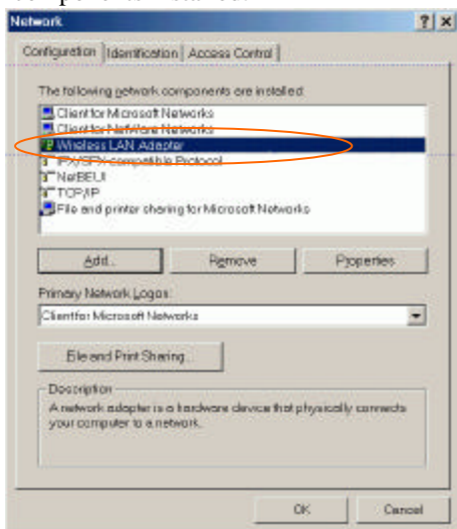 components installed.
Network
Configuration Identification Access Control
The following network components are installed:
Client for Microsoft Networks
Client for NetWare Networks
Wireless LAN Adapter
IPX/SPX-compatible Protocol
NetBEUI
TCP/IP
File and printer sharing for Microsoft Networks
Add... Remove Properties
Primary Network Logon:
Client for Microsoft Networks
File and Print Sharing...
Description
A network adapter is a hardware device that physically connects
your computer to a network.
OK Cancel